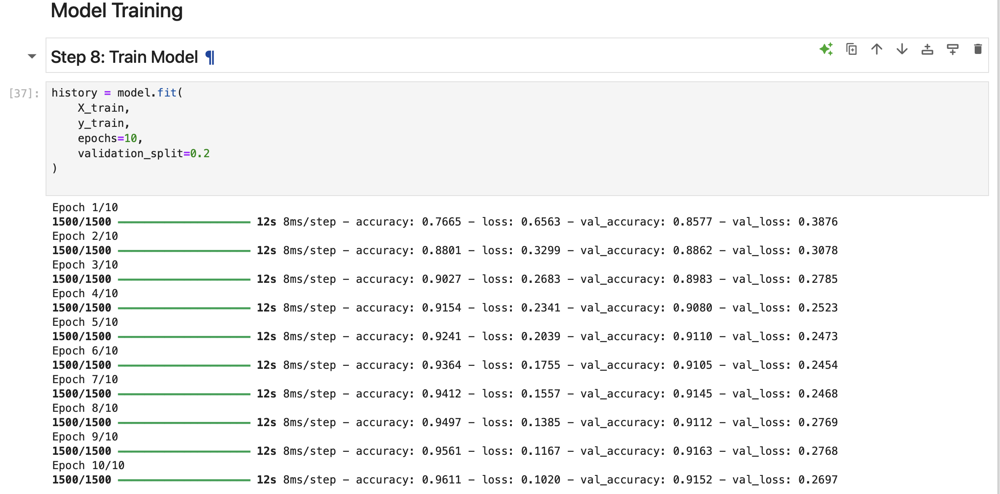 Model Training
Step 8: Train Model ¶
[37]:
history = model.fit(
    X_train,
    y_train,
    epochs=10,
    validation_split=0.2
)
Epoch 1/10
1500/1500 ━━━━━━━━━━━━━━━━━━━━ 12s 8ms/step - accuracy: 0.7665 - loss: 0.6563 - val_accuracy: 0.8577 - val_loss: 0.3876
Epoch 2/10
1500/1500 ━━━━━━━━━━━━━━━━━━━━ 12s 8ms/step - accuracy: 0.8801 - loss: 0.3299 - val_accuracy: 0.8862 - val_loss: 0.3078
Epoch 3/10
1500/1500 ━━━━━━━━━━━━━━━━━━━━ 12s 8ms/step - accuracy: 0.9027 - loss: 0.2683 - val_accuracy: 0.8983 - val_loss: 0.2785
Epoch 4/10
1500/1500 ━━━━━━━━━━━━━━━━━━━━ 12s 8ms/step - accuracy: 0.9154 - loss: 0.2341 - val_accuracy: 0.9080 - val_loss: 0.2523
Epoch 5/10
1500/1500 ━━━━━━━━━━━━━━━━━━━━ 12s 8ms/step - accuracy: 0.9241 - loss: 0.2039 - val_accuracy: 0.9110 - val_loss: 0.2473
Epoch 6/10
1500/1500 ━━━━━━━━━━━━━━━━━━━━ 12s 8ms/step - accuracy: 0.9364 - loss: 0.1755 - val_accuracy: 0.9105 - val_loss: 0.2454
Epoch 7/10
1500/1500 ━━━━━━━━━━━━━━━━━━━━ 12s 8ms/step - accuracy: 0.9412 - loss: 0.1557 - val_accuracy: 0.9145 - val_loss: 0.2468
Epoch 8/10
1500/1500 ━━━━━━━━━━━━━━━━━━━━ 12s 8ms/step - accuracy: 0.9497 - loss: 0.1385 - val_accuracy: 0.9112 - val_loss: 0.2769
Epoch 9/10
1500/1500 ━━━━━━━━━━━━━━━━━━━━ 12s 8ms/step - accuracy: 0.9561 - loss: 0.1167 - val_accuracy: 0.9163 - val_loss: 0.2768
Epoch 10/10
1500/1500 ━━━━━━━━━━━━━━━━━━━━ 12s 8ms/step - accuracy: 0.9611 - loss: 0.1020 - val_accuracy: 0.9152 - val_loss: 0.2697